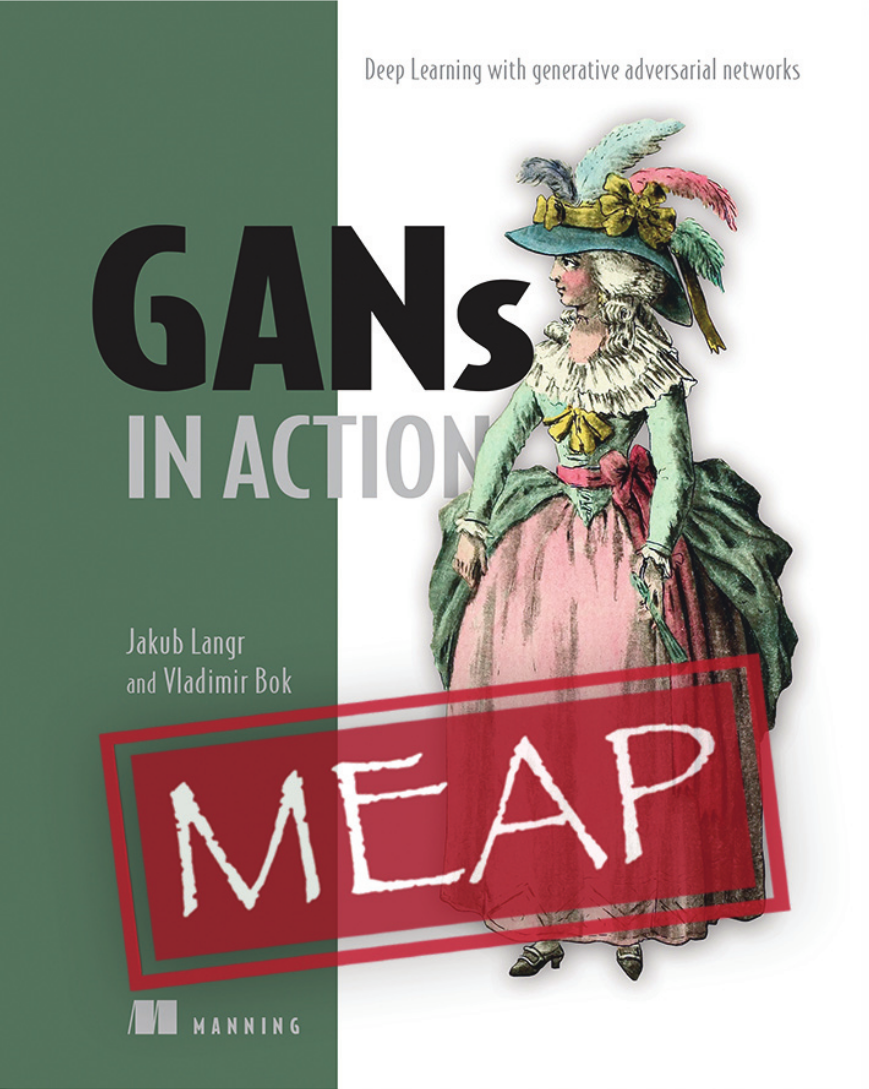 Deep Learning with generative adversarial networks
GANs
IN ACTION
Jakub Langr
and Vladimir Bok
MEAP
MANNING